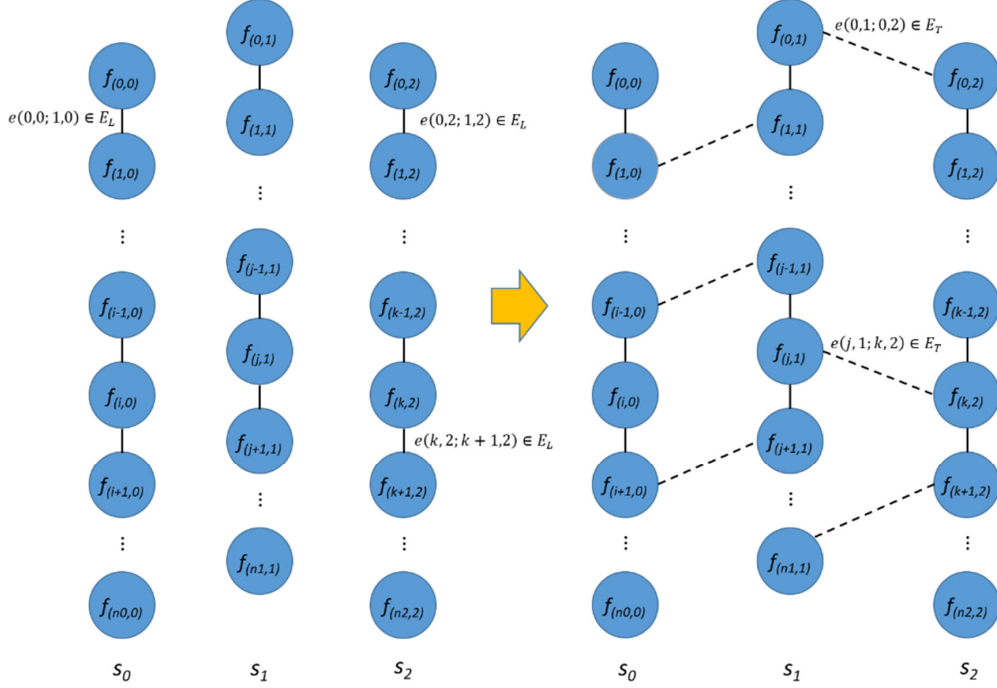 f(0,1)
e(0,1; 0,2) ∈ E_T
f(0,1)
f(0,0)
f(0,2)
f(0,0)
f(0,2)
e(0,0; 1,0) ∈ E_L
f(1,1)
e(0,2; 1,2) ∈ E_L
f(1,1)
f(1,0)
f(1,2)
f(1,0)
f(1,2)
⋮
⋮
⋮
⋮
⋮
⋮
f(j-1,1)
f(j-1,1)
f(i-1,0)
f(k-1,2)
f(i-1,0)
f(k-1,2)
f(j,1)
f(j,1)
e(j, 1; k, 2) ∈ E_T
f(i,0)
f(k,2)
f(i,0)
f(k,2)
f(j+1,1)
e(k, 2; k + 1,2) ∈ E_L
f(j+1,1)
f(i+1,0)
f(k+1,2)
f(i+1,0)
f(k+1,2)
⋮
⋮
⋮
⋮
⋮
⋮
f(n1,1)
f(n1,1)
f(n0,0)
f(n2,2)
f(n0,0)
f(n2,2)
s0 s1 s2 s0 s1 s2